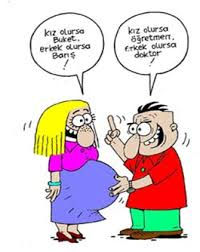 kız olursa
Buket,
erkek olursa
Barış
!
kız olursa
öğretmen,
Erkek olursa
doktor
!